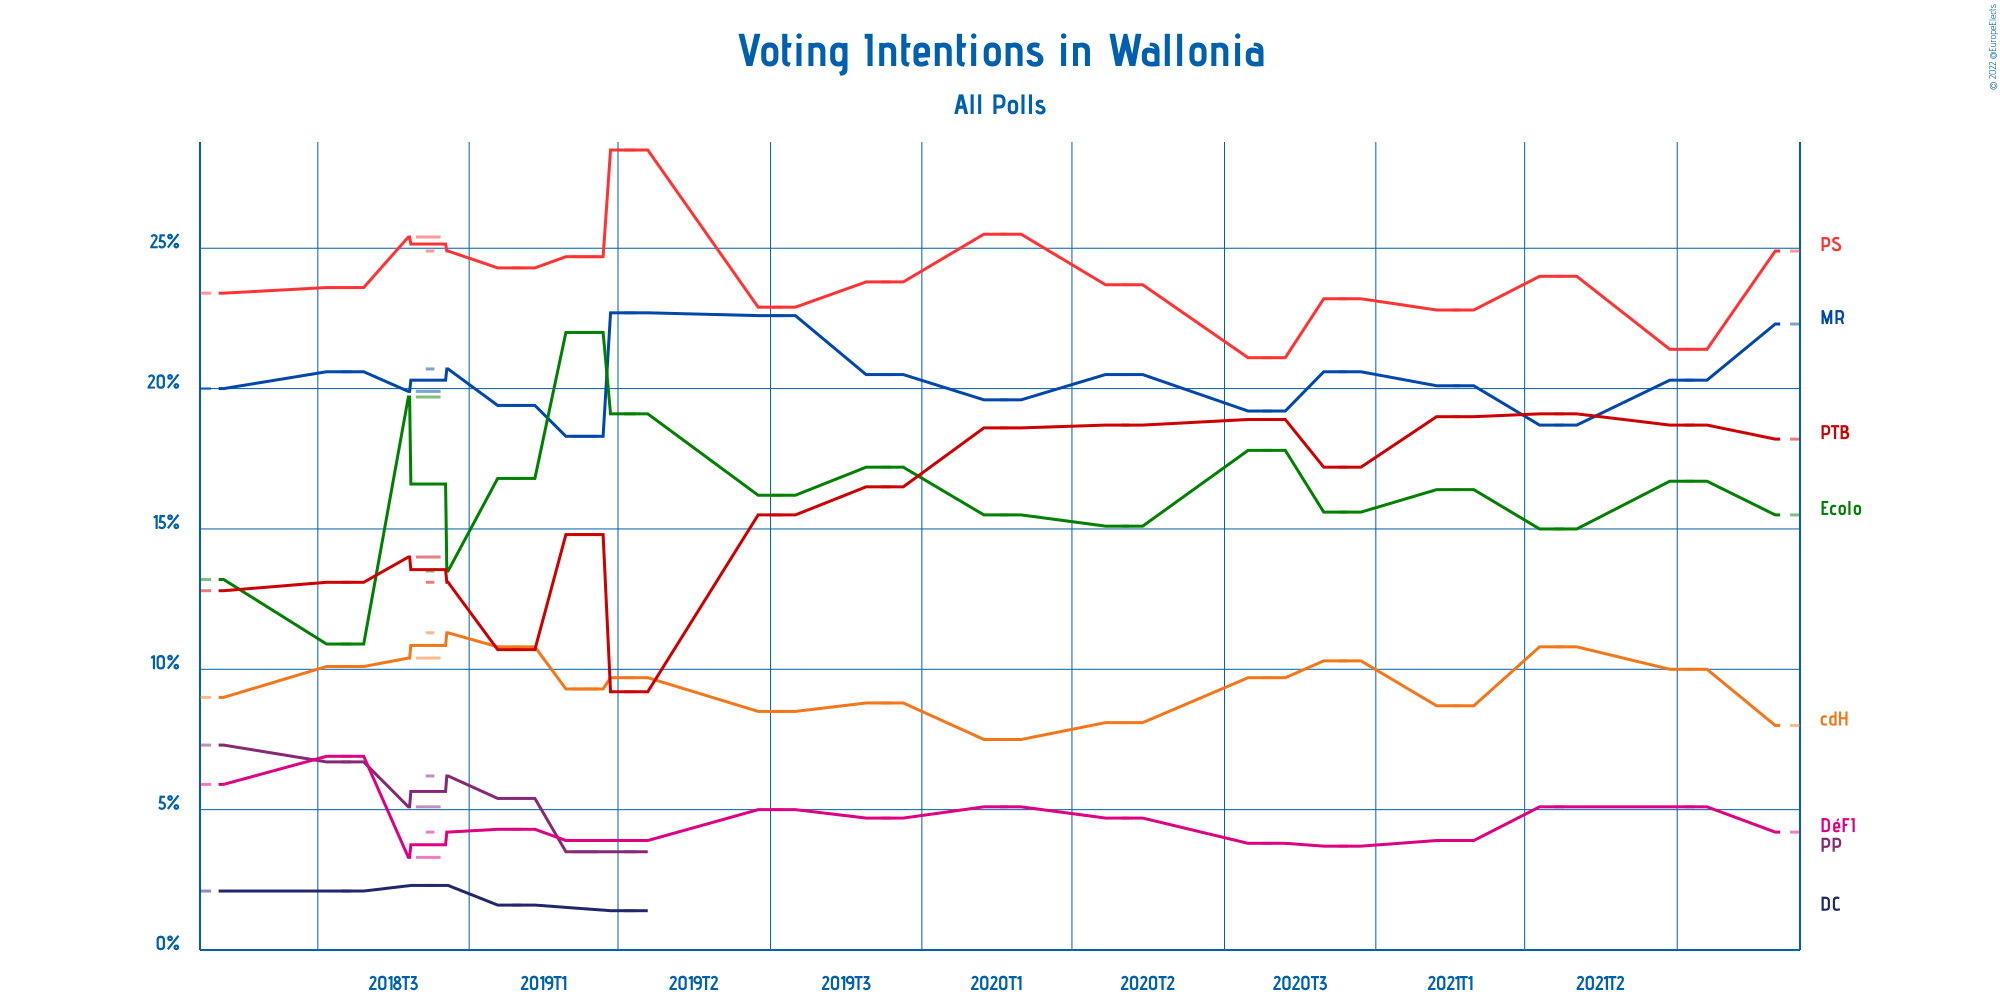 © 2022 @EuropeElects
Voting Intentions in Wallonia
All Polls
25%
20%
15%
10%
5%
0%
PS
MR
PTB
Ecolo
cdH
DéFI
PP
DC
2018T3 2019T1 2019T2 2019T3 2020T1 2020T2 2020T3 2021T1 2021T2